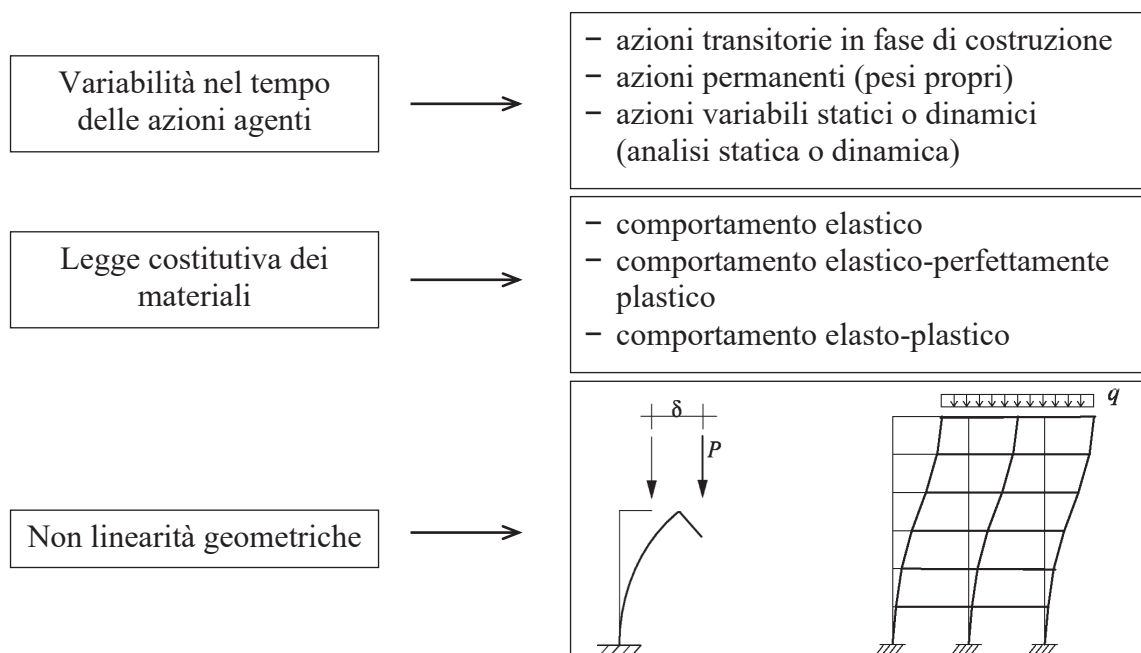 Variabilità nel tempo
delle azioni agenti
− azioni transitorie in fase di costruzione
− azioni permanenti (pesi propri)
− azioni variabili statici o dinamici
(analisi statica o dinamica)
Legge costitutiva dei
materiali
− comportamento elastico
− comportamento elastico-perfettamente
plastico
− comportamento elasto-plastico
Non linearità geometriche
δ
P
q